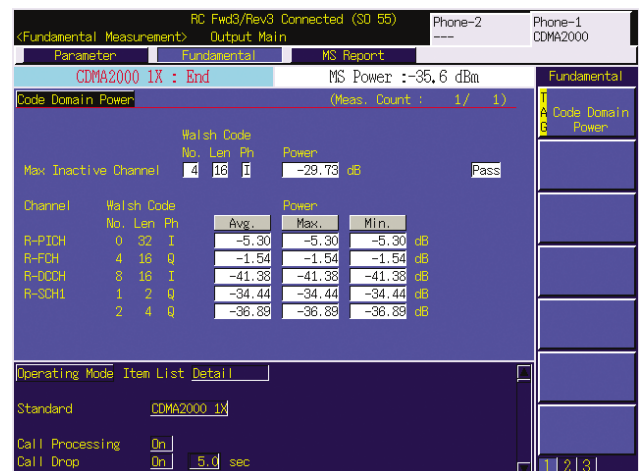 RC Fwd3/Rev3 Connected (SO 55)
<Fundamental Measurement> Output Main
Phone-2
---
Phone-1
CDMA2000
Parameter Fundamental MS Report
CDMA2000 1X : End MS Power :-35.6 dBm
Fundamental
Code Domain Power (Meas. Count : 1/ 1)
TAG Code Domain Power
Walsh Code
No. Len Ph Power
Max Inactive Channel 4 16 I -29.73 dB Pass
Channel Walsh Code Power
No. Len Ph Avg. Max. Min.
R-PICH 0 32 I -5.30 -5.30 -5.30 dB
R-FCH 4 16 Q -1.54 -1.54 -1.54 dB
R-DCCH 8 16 I -41.38 -41.38 -41.38 dB
R-SCH1 1 2 Q -34.44 -34.44 -34.44 dB
2 4 Q -36.89 -36.89 -36.89 dB
Operating Mode Item List Detail
Standard CDMA2000 1X
Call Processing On
Call Drop On 5.0 sec
1 2 3